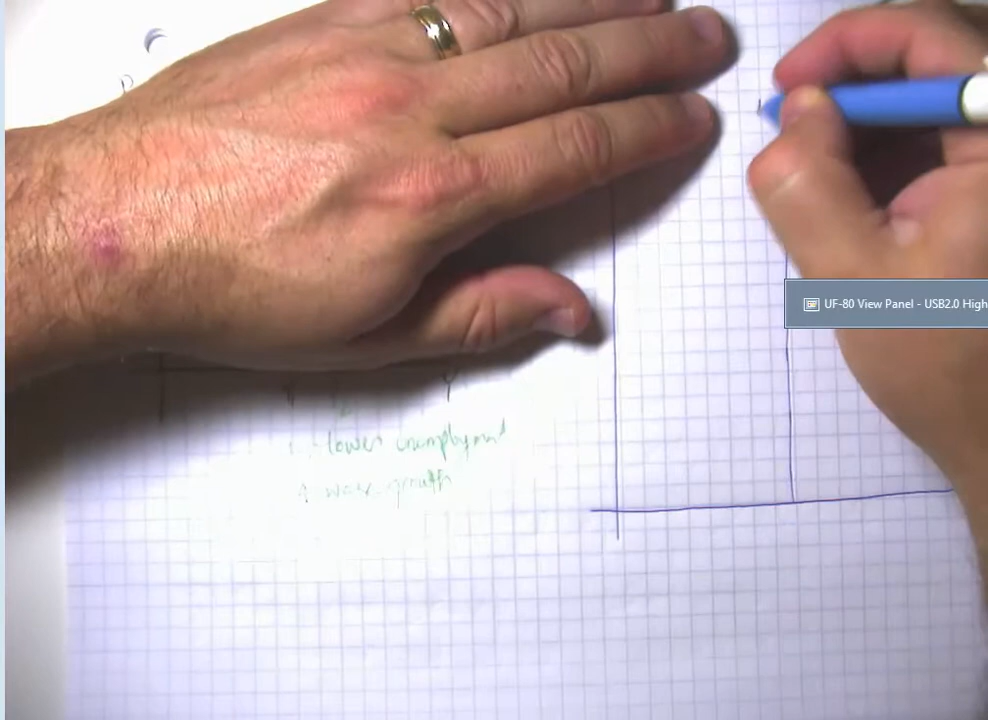 P
UF-80 View Panel - USB2.0 High
Y
lower unemployment
↑ wage growth